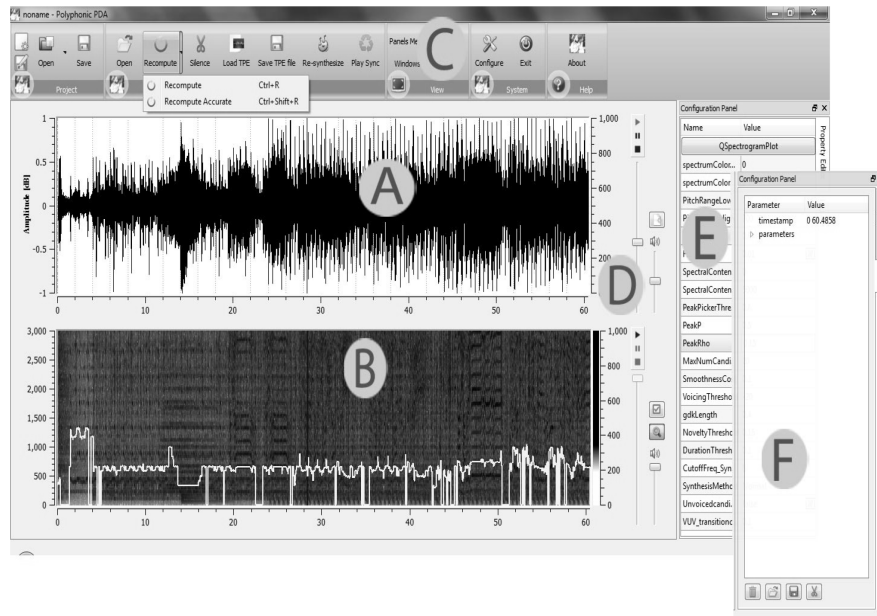 noname - Polyphonic PDA
Open Save Open Recompute Silence Load TPE Save TPE file Re-synthesize Play Sync Panels Me C Configure Exit About
Windows
Project View System Help
Recompute Ctrl+R
Recompute Accurate Ctrl+Shift+R
Configuration Panel
Name Value
Property Edi
QSpectrogramPlot
spectrumColor... 0
spectrumColor
PitchRangeLow
E
SpectralConten
SpectralConten
PeakPickerThre
PeakP
PeakRho
MaxNumCandi
SmoothnessCo
VoicingThresho
gdkLength
NoveltyThresho
DurationThresh
CutoffFreq_Syn
SynthesisMetho
Unvoicedcandi.
VUV_transitionc
Configuration Panel
Parameter Value
timestamp 0 60.4858
parameters
F
Amplitude [dB]
1
0.5
0
-0.5
-1
A
1,000
800
600
400
200
0
D
0 10 20 30 40 50 60
3,000
2,500
2,000
1,500
1,000
500
0
B
1,000
800
600
400
200
0
0 10 20 30 40 50 60